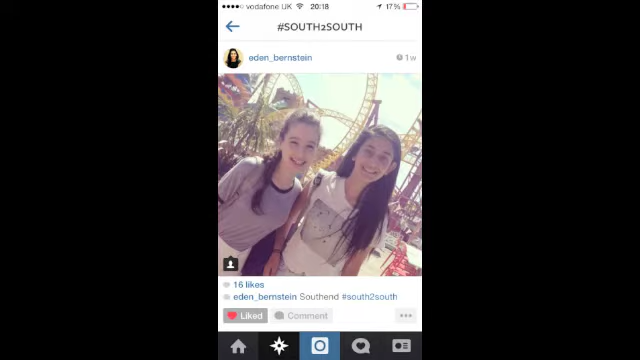 vodafone UK 20:18 17%
#SOUTH2SOUTH
eden_bernstein 1w
16 likes
eden_bernstein Southend #south2south
Liked Comment